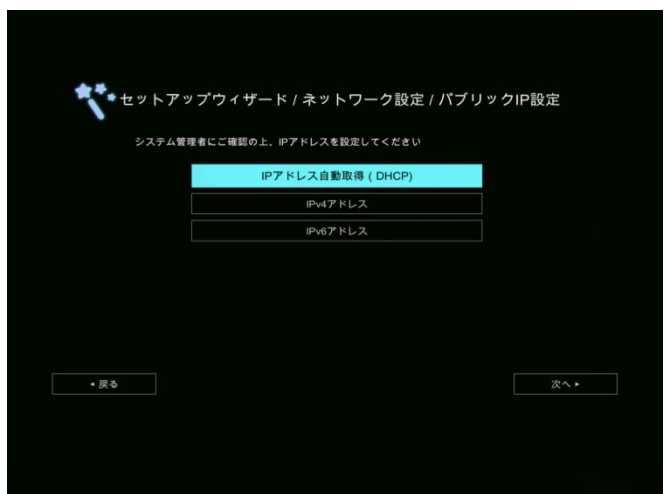 セットアップウィザード / ネットワーク設定 / パブリックIP設定
システム管理者にご確認の上、IPアドレスを設定してください
IPアドレス自動取得 ( DHCP)
IPv4アドレス
IPv6アドレス
◂ 戻る
次へ ▸